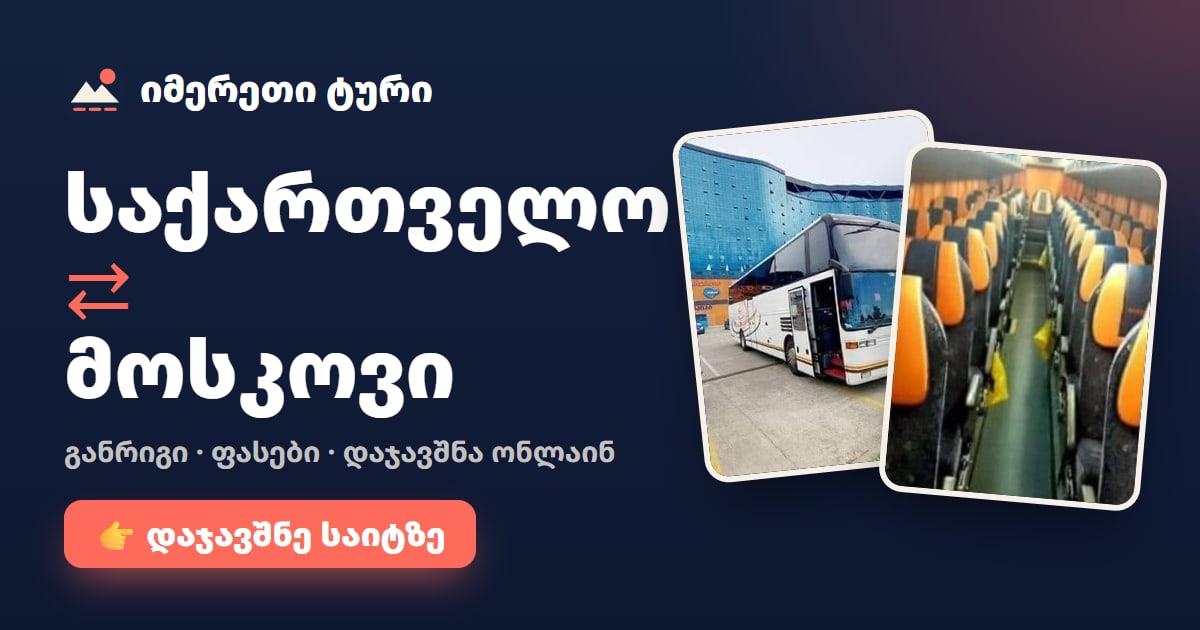 იმერეთი ტური
საქართველო
⇄
მოსკოვი
განრიგი · ფასები · დაჯავშნა ონლაინ
👉 დაჯავშნე საიტზე